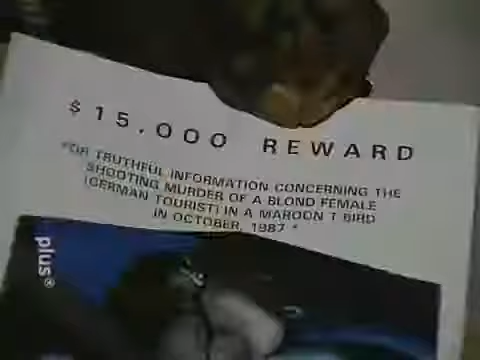 $15,000 REWARD
"FOR TRUTHFUL INFORMATION CONCERNING THE
SHOOTING MURDER OF A BLOND FEMALE
(GERMAN TOURIST) IN A MAROON T BIRD
IN OCTOBER, 1987 "
plus®